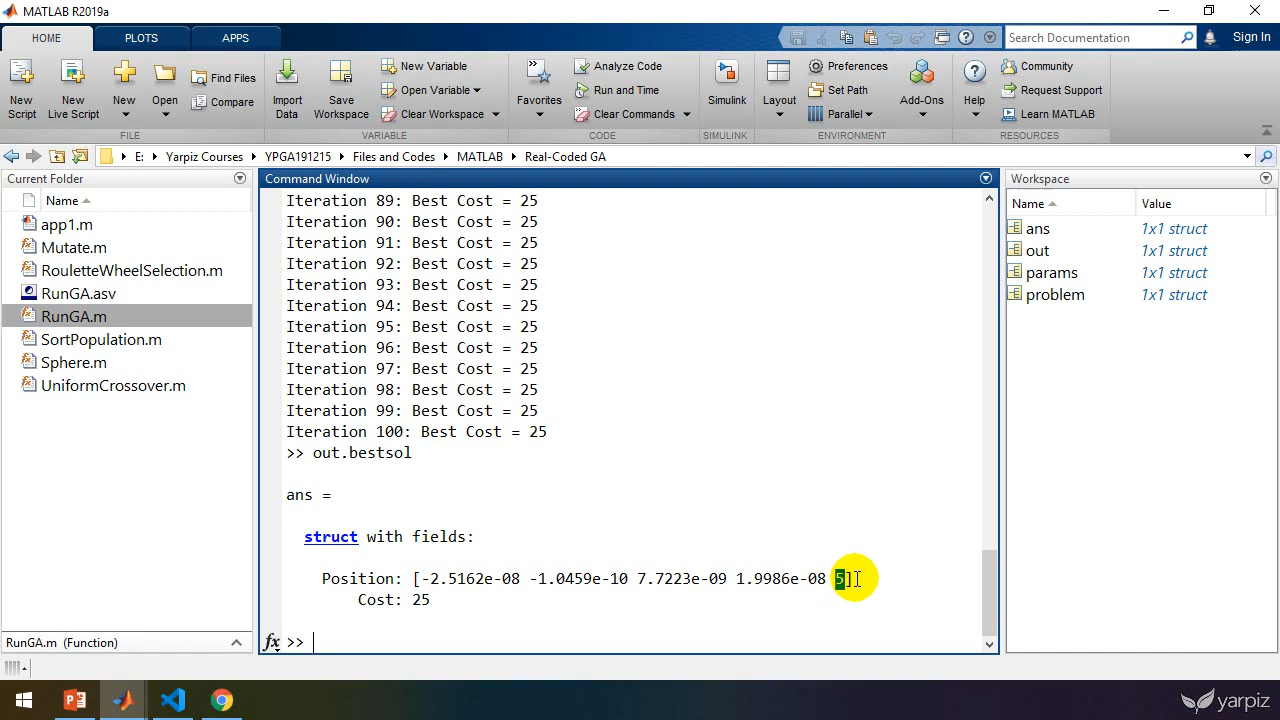 MATLAB R2019a
HOME PLOTS APPS Search Documentation Sign In
New Script
New Live Script
New
Open
Find Files
Compare
FILE
Import Data
Save Workspace
New Variable
Open Variable
Clear Workspace
VARIABLE
Favorites
Analyze Code
Run and Time
Clear Commands
CODE
Simulink
SIMULINK
Layout
Preferences
Set Path
Parallel
Add-Ons
ENVIRONMENT
Help
Community
Request Support
Learn MATLAB
RESOURCES
E: Yarpiz Courses YPGA191215 Files and Codes MATLAB Real-Coded GA
Current Folder
Name
app1.m
Mutate.m
RouletteWheelSelection.m
RunGA.asv
RunGA.m
SortPopulation.m
Sphere.m
UniformCrossover.m
RunGA.m (Function)
Command Window
Iteration 89: Best Cost = 25
Iteration 90: Best Cost = 25
Iteration 91: Best Cost = 25
Iteration 92: Best Cost = 25
Iteration 93: Best Cost = 25
Iteration 94: Best Cost = 25
Iteration 95: Best Cost = 25
Iteration 96: Best Cost = 25
Iteration 97: Best Cost = 25
Iteration 98: Best Cost = 25
Iteration 99: Best Cost = 25
Iteration 100: Best Cost = 25
>> out.bestsol
ans =
struct with fields:
Position: [-2.5162e-08 -1.0459e-10 7.7223e-09 1.9986e-08 5]
Cost: 25
fx >>
Workspace
Name Value
ans 1x1 struct
out 1x1 struct
params 1x1 struct
problem 1x1 struct
yarpiz